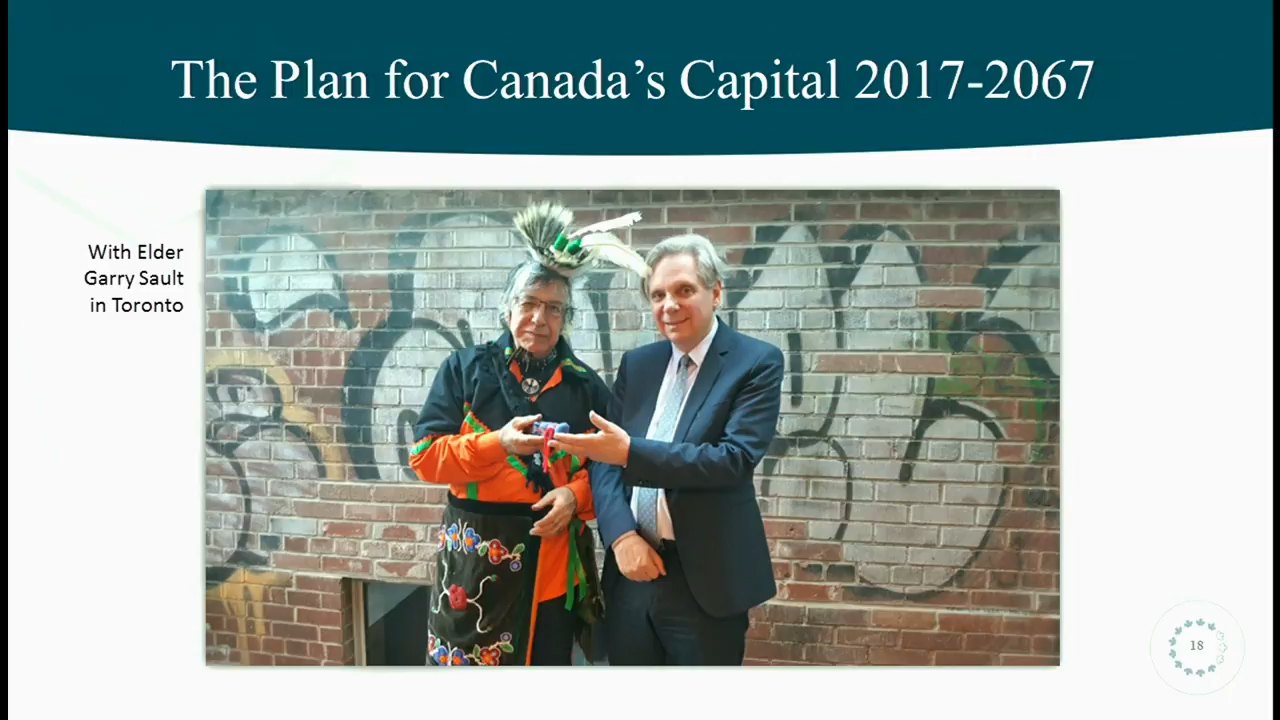 The Plan for Canada’s Capital 2017-2067
With Elder
Garry Sault
in Toronto
18